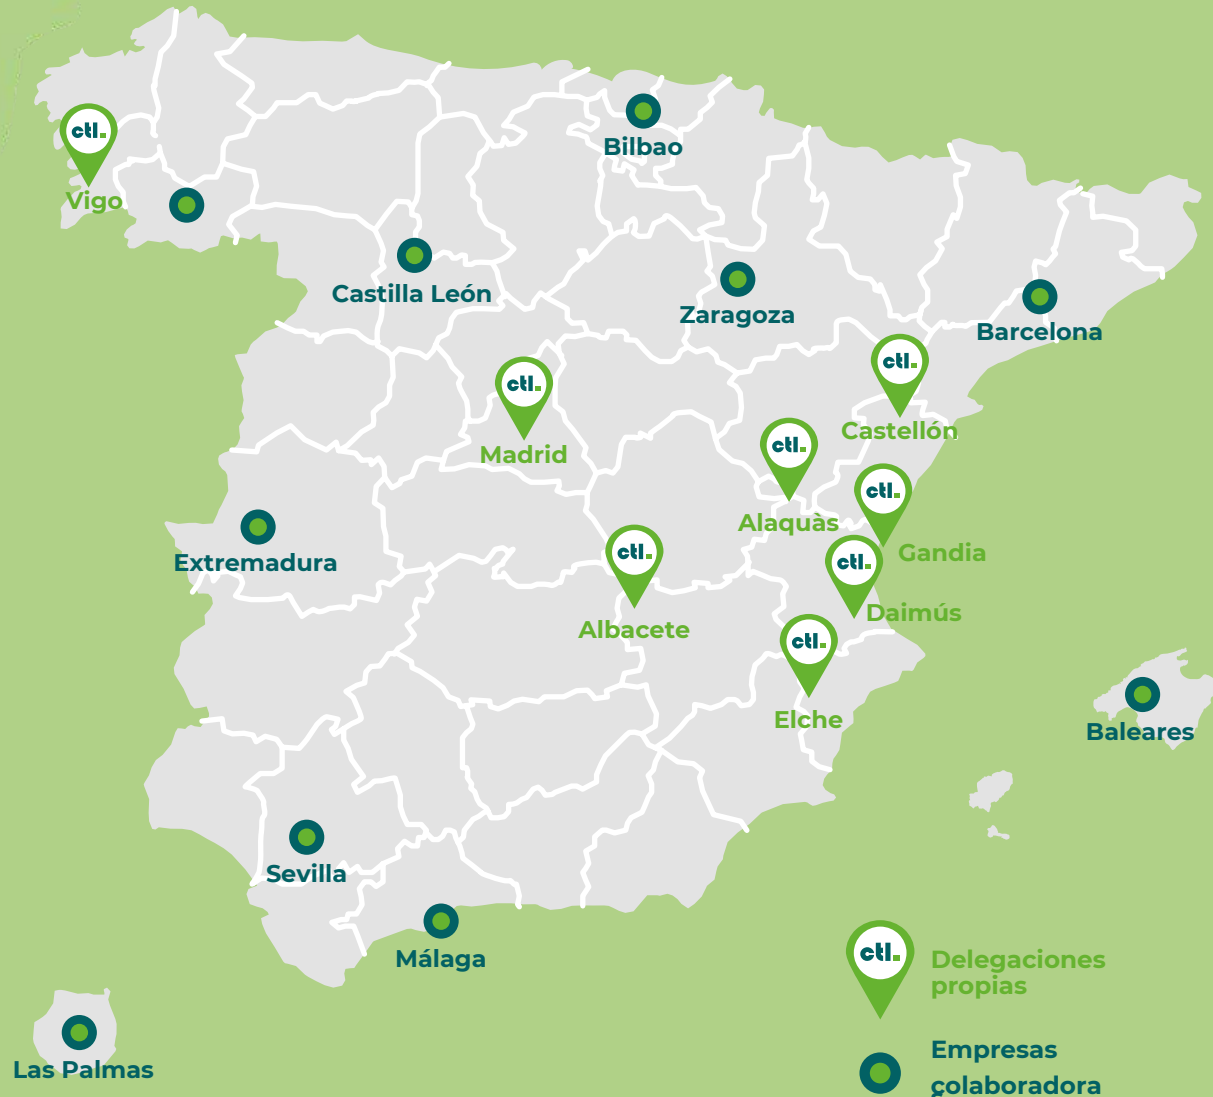 ctl.
Bilbao
Vigo
Castilla León
Zaragoza
Barcelona
ctl.
ctl.
Madrid
Castellón
ctl.
Alaquàs
ctl.
Gandia
Extremadura
ctl.
Albacete
ctl.
Daimús
ctl.
Elche
Baleares
Sevilla
Málaga
ctl.
Delegaciones
propias
Las Palmas
Empresas
colaboradora